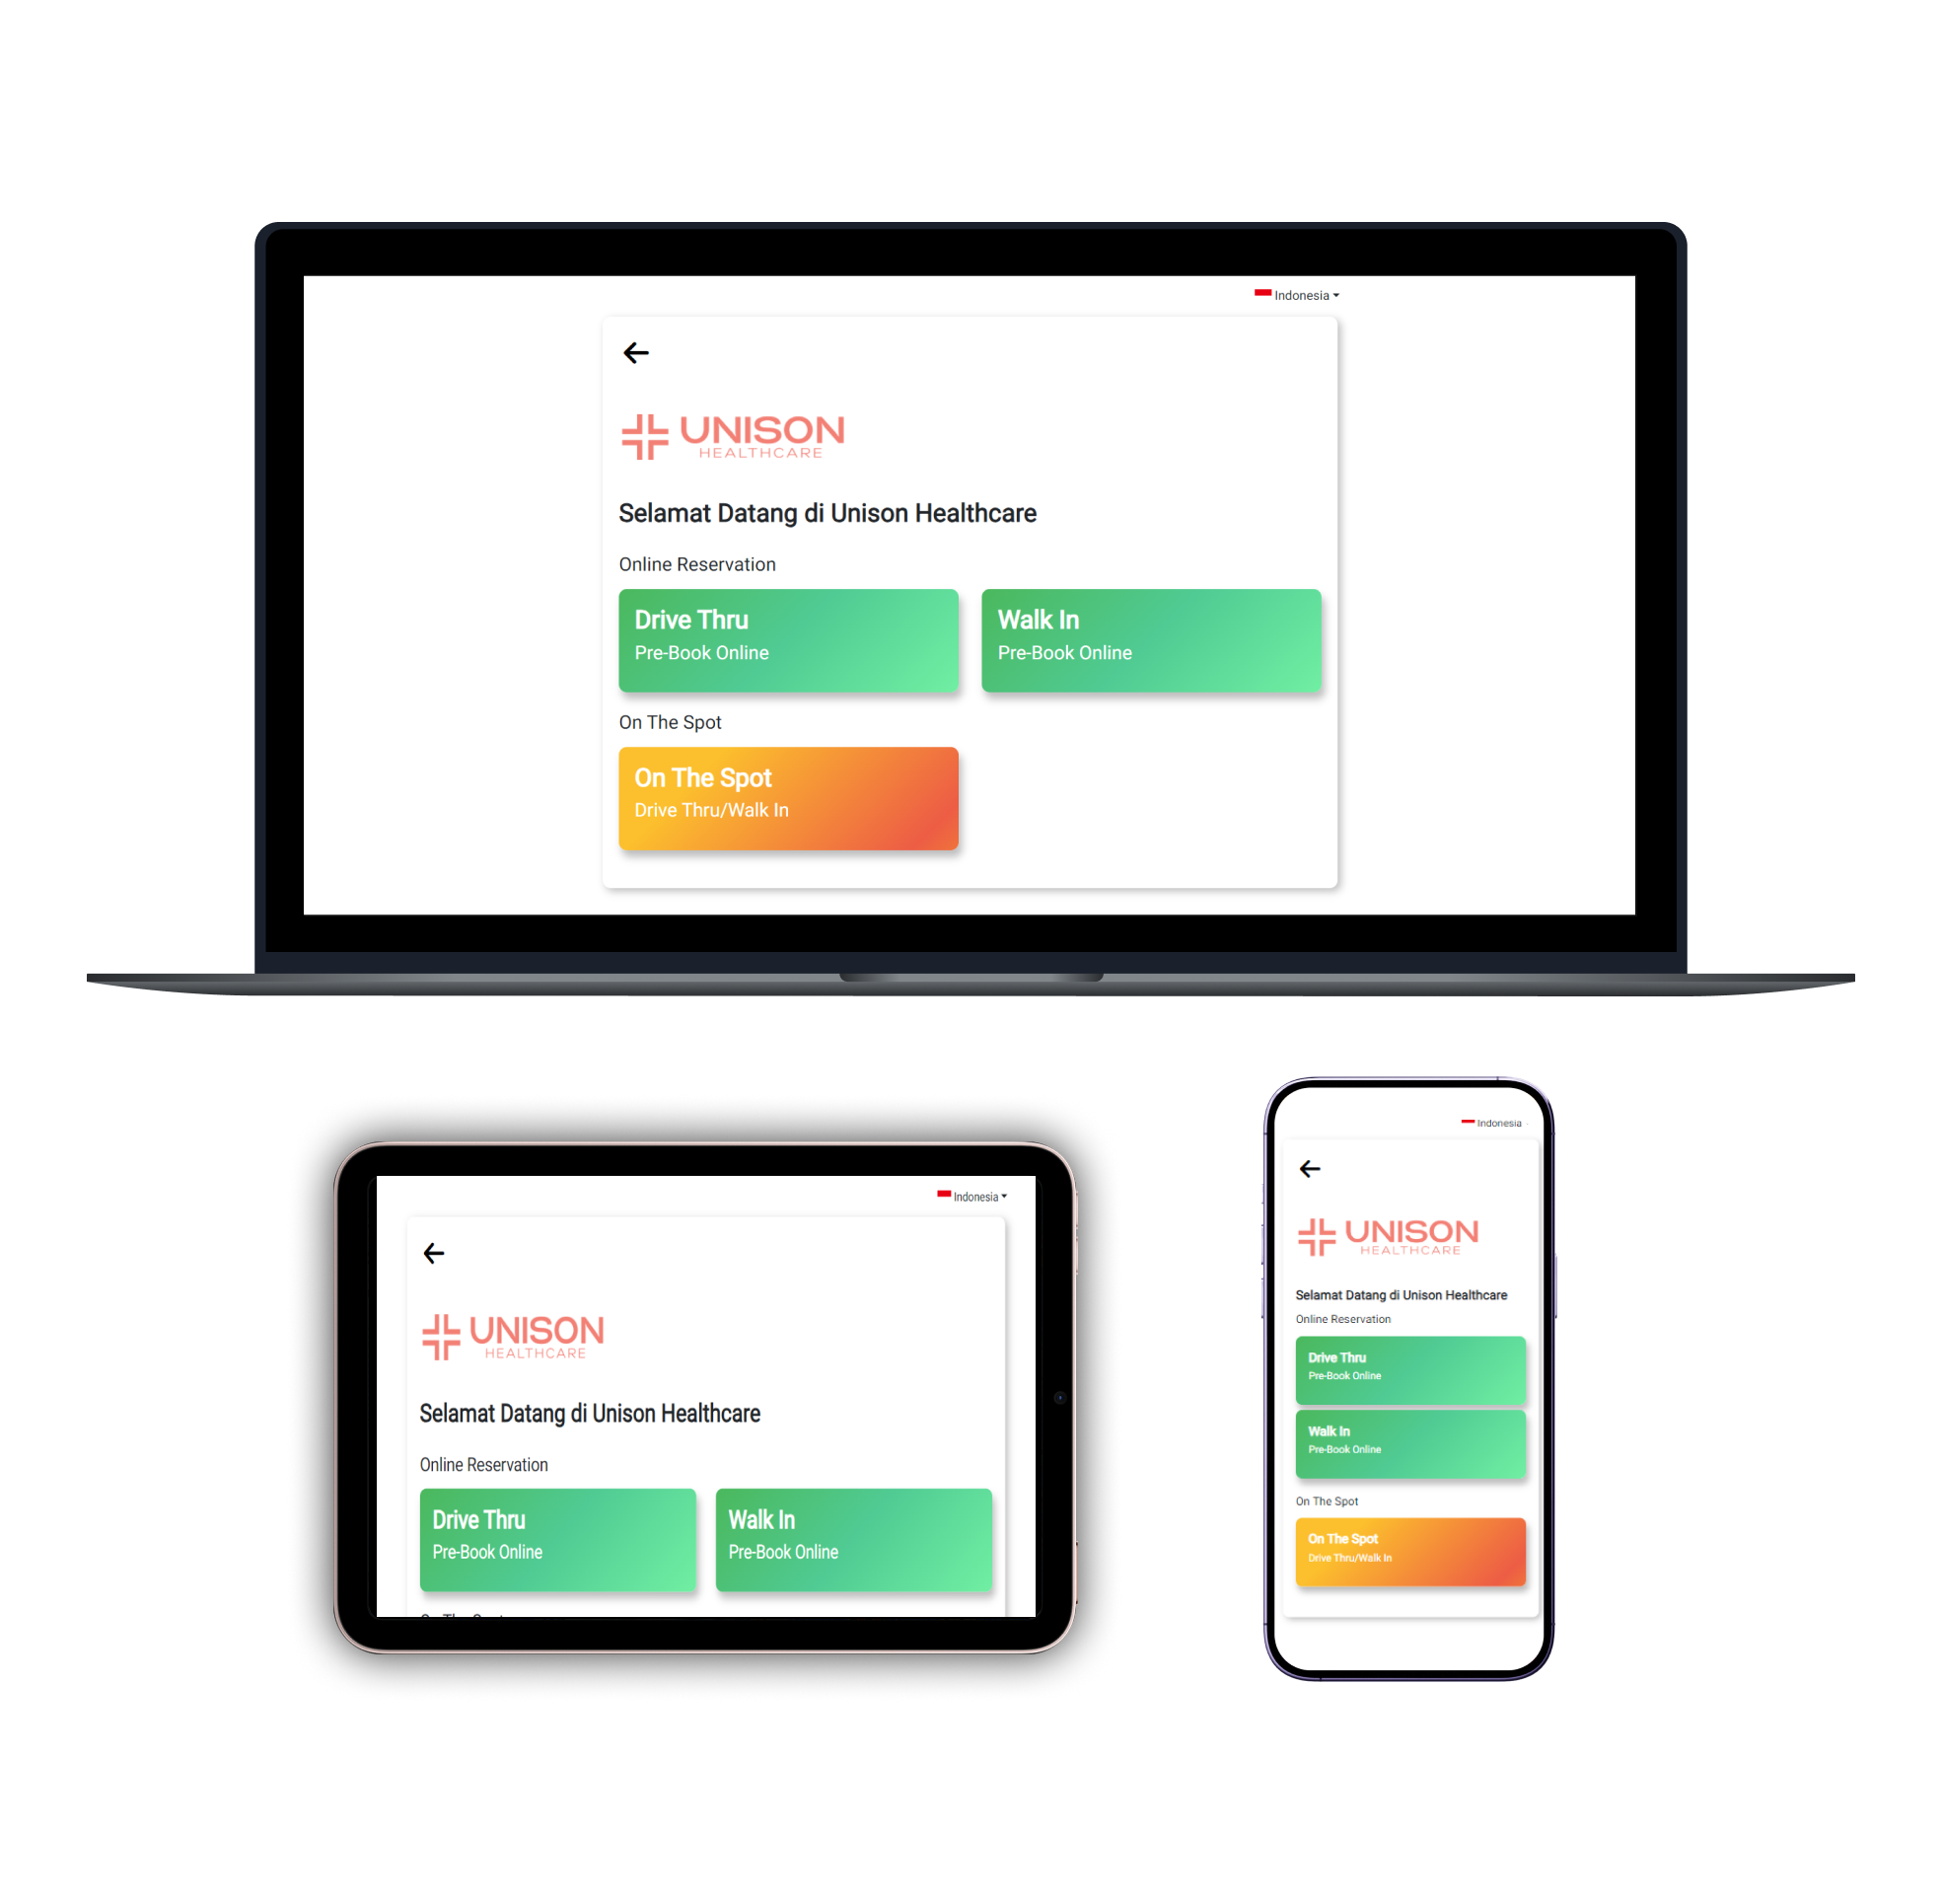 Indonesia
UNISON
HEALTHCARE
Selamat Datang di Unison Healthcare
Online Reservation
Drive Thru
Pre-Book Online
Walk In
Pre-Book Online
On The Spot
On The Spot
Drive Thru/Walk In
Indonesia
UNISON
HEALTHCARE
Selamat Datang di Unison Healthcare
Online Reservation
Drive Thru
Pre-Book Online
Walk In
Pre-Book Online
On The Spot
Indonesia
UNISON
HEALTHCARE
Selamat Datang di Unison Healthcare
Online Reservation
Drive Thru
Pre-Book Online
Walk In
Pre-Book Online
On The Spot
On The Spot
Drive Thru/Walk In